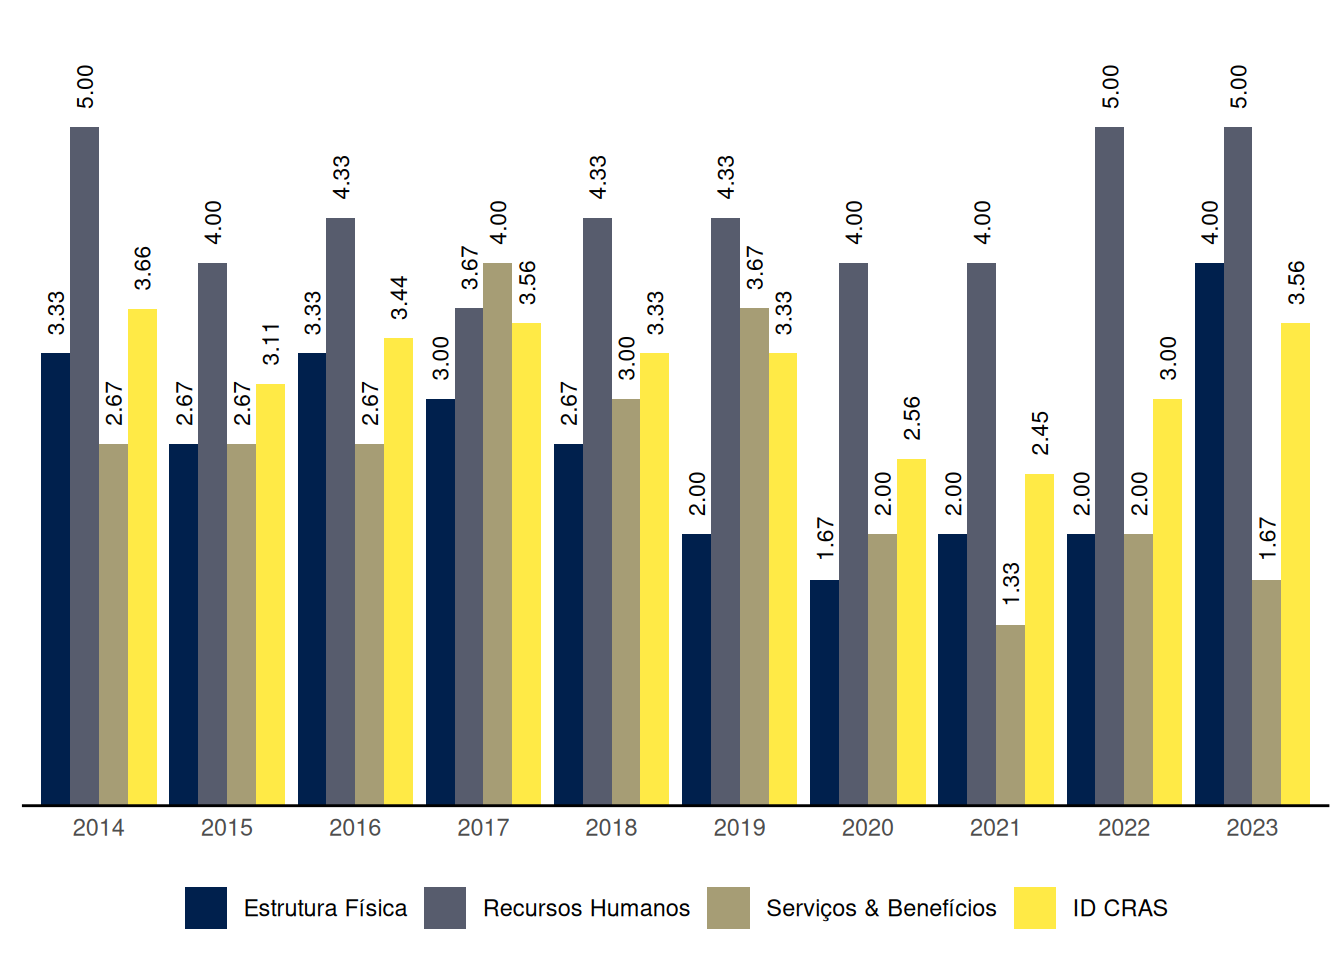 3.33 5.00 2.67 3.66
2.67 4.00 2.67 3.11
3.33 4.33 2.67 3.44
3.00 3.67 4.00 3.56
2.67 4.33 3.00 3.33
2.00 4.33 3.67 3.33
1.67 4.00 2.00 2.56
2.00 4.00 1.33 2.45
2.00 5.00 2.00 3.00
4.00 5.00 1.67 3.56
2014 2015 2016 2017 2018 2019 2020 2021 2022 2023
Estrutura Física Recursos Humanos Serviços & Benefícios ID CRAS